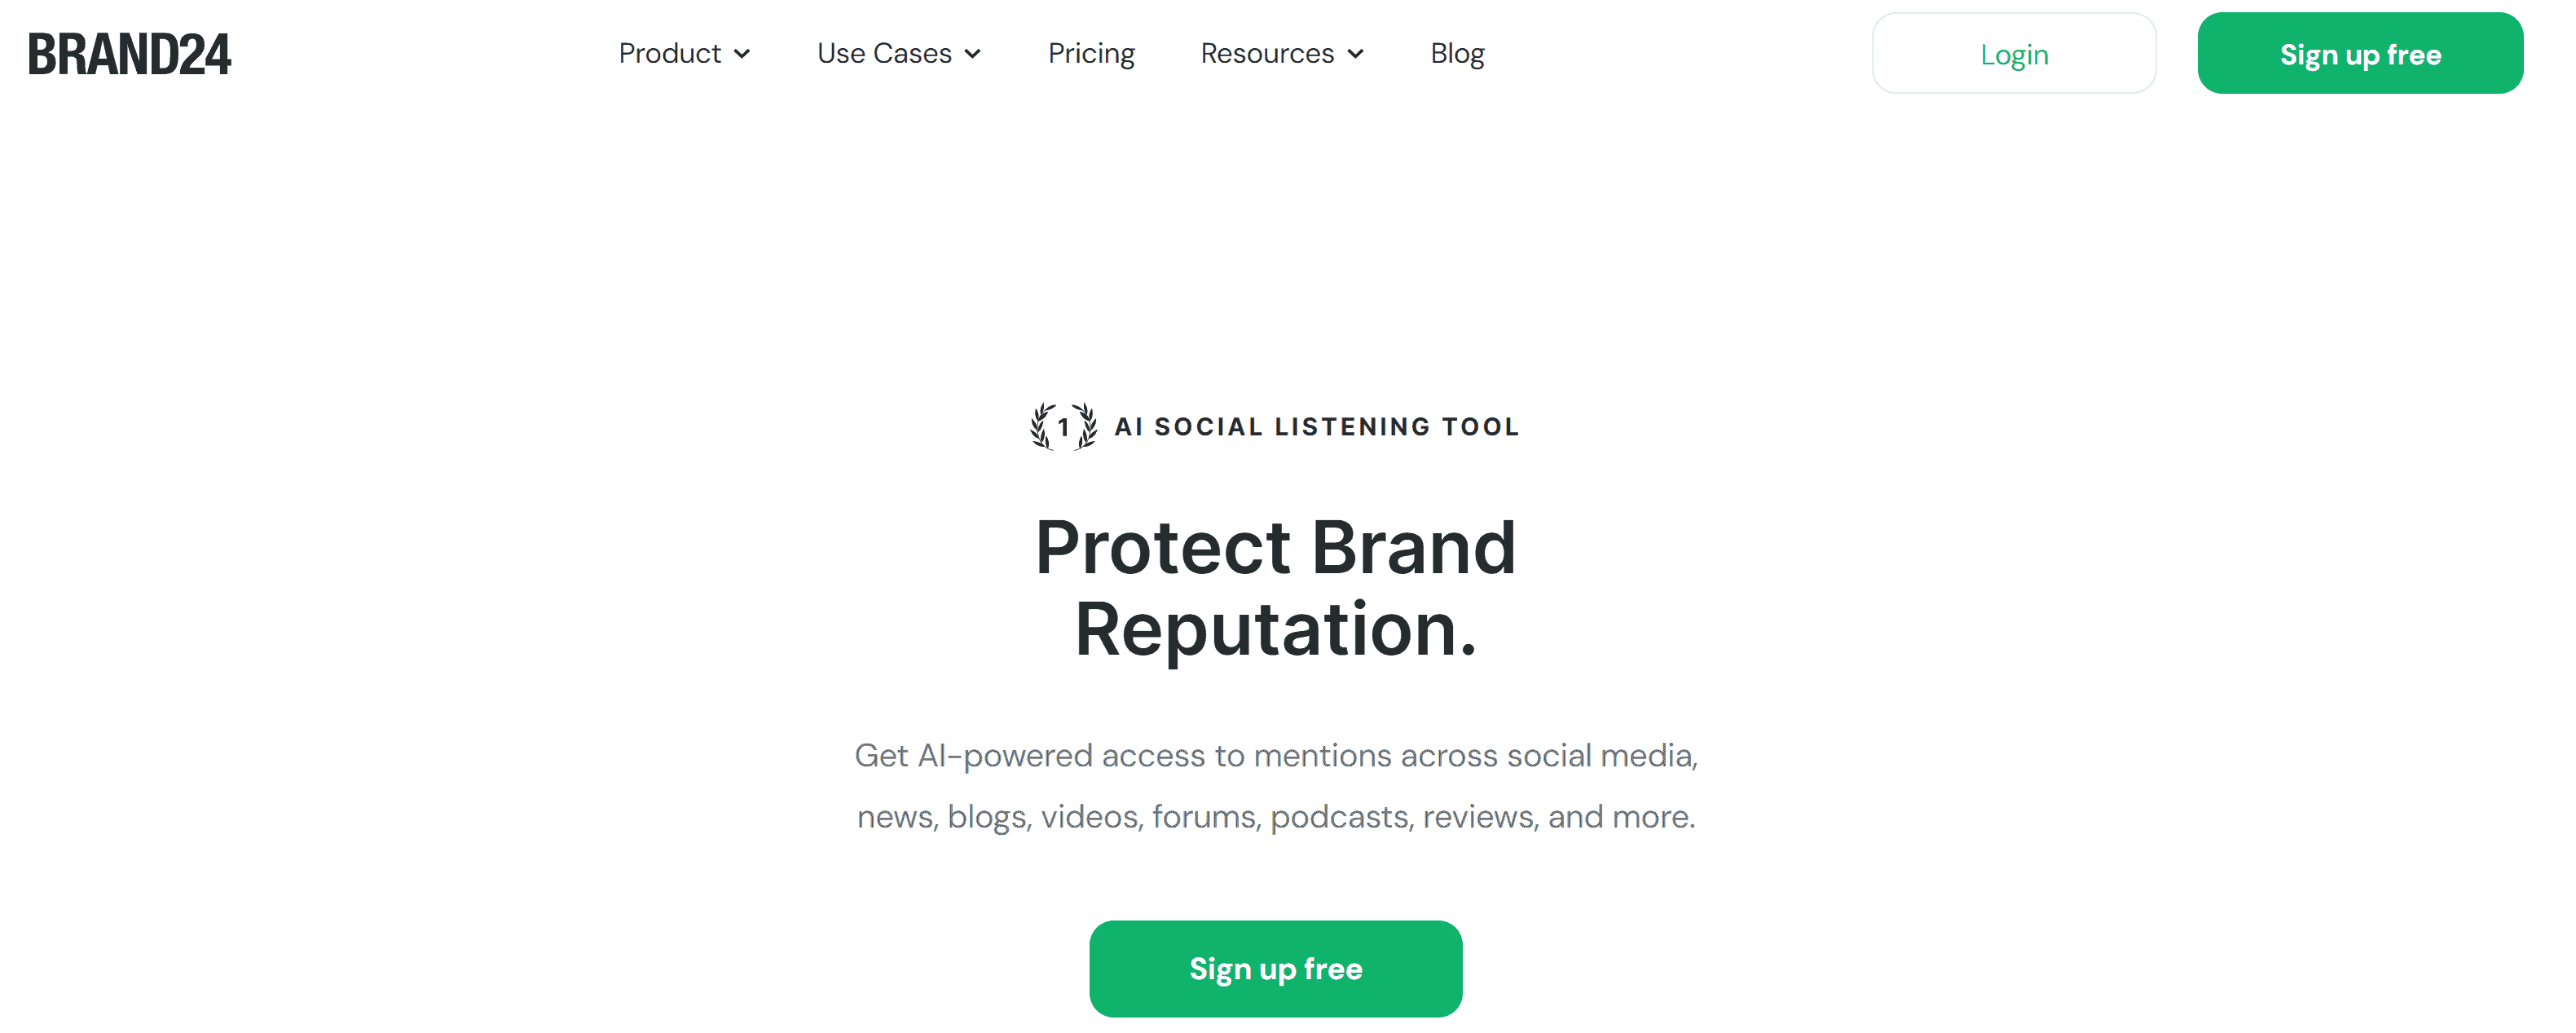 BRAND24
Product
Use Cases
Pricing
Resources
Blog
Login
Sign up free
1 AI SOCIAL LISTENING TOOL
Protect Brand
Reputation.
Get AI-powered access to mentions across social media,
news, blogs, videos, forums, podcasts, reviews, and more.
Sign up free